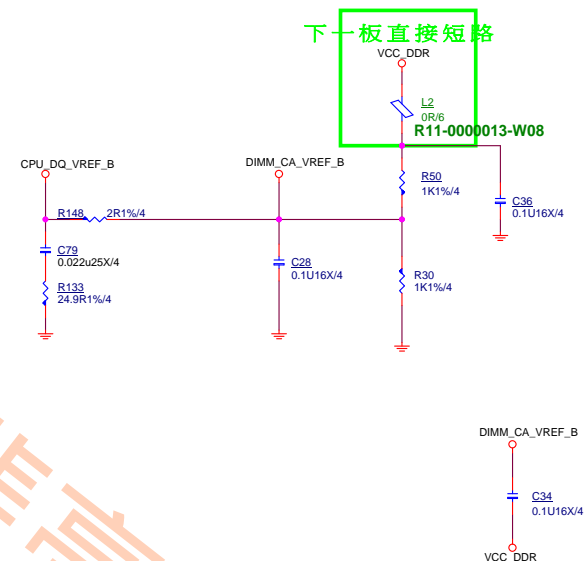 下一板直接短路
VCC_DDR
L2
0R/6
R11-0000013-W08
CPU_DQ_VREF_B
DIMM_CA_VREF_B
R50
1K1%/4
C36
0.1U16X/4
R148
2R1%/4
C79
0.022u25X/4
C28
0.1U16X/4
R30
1K1%/4
R133
24.9R1%/4
DIMM_CA_VREF_B
C34
0.1U16X/4
VCC_DDR